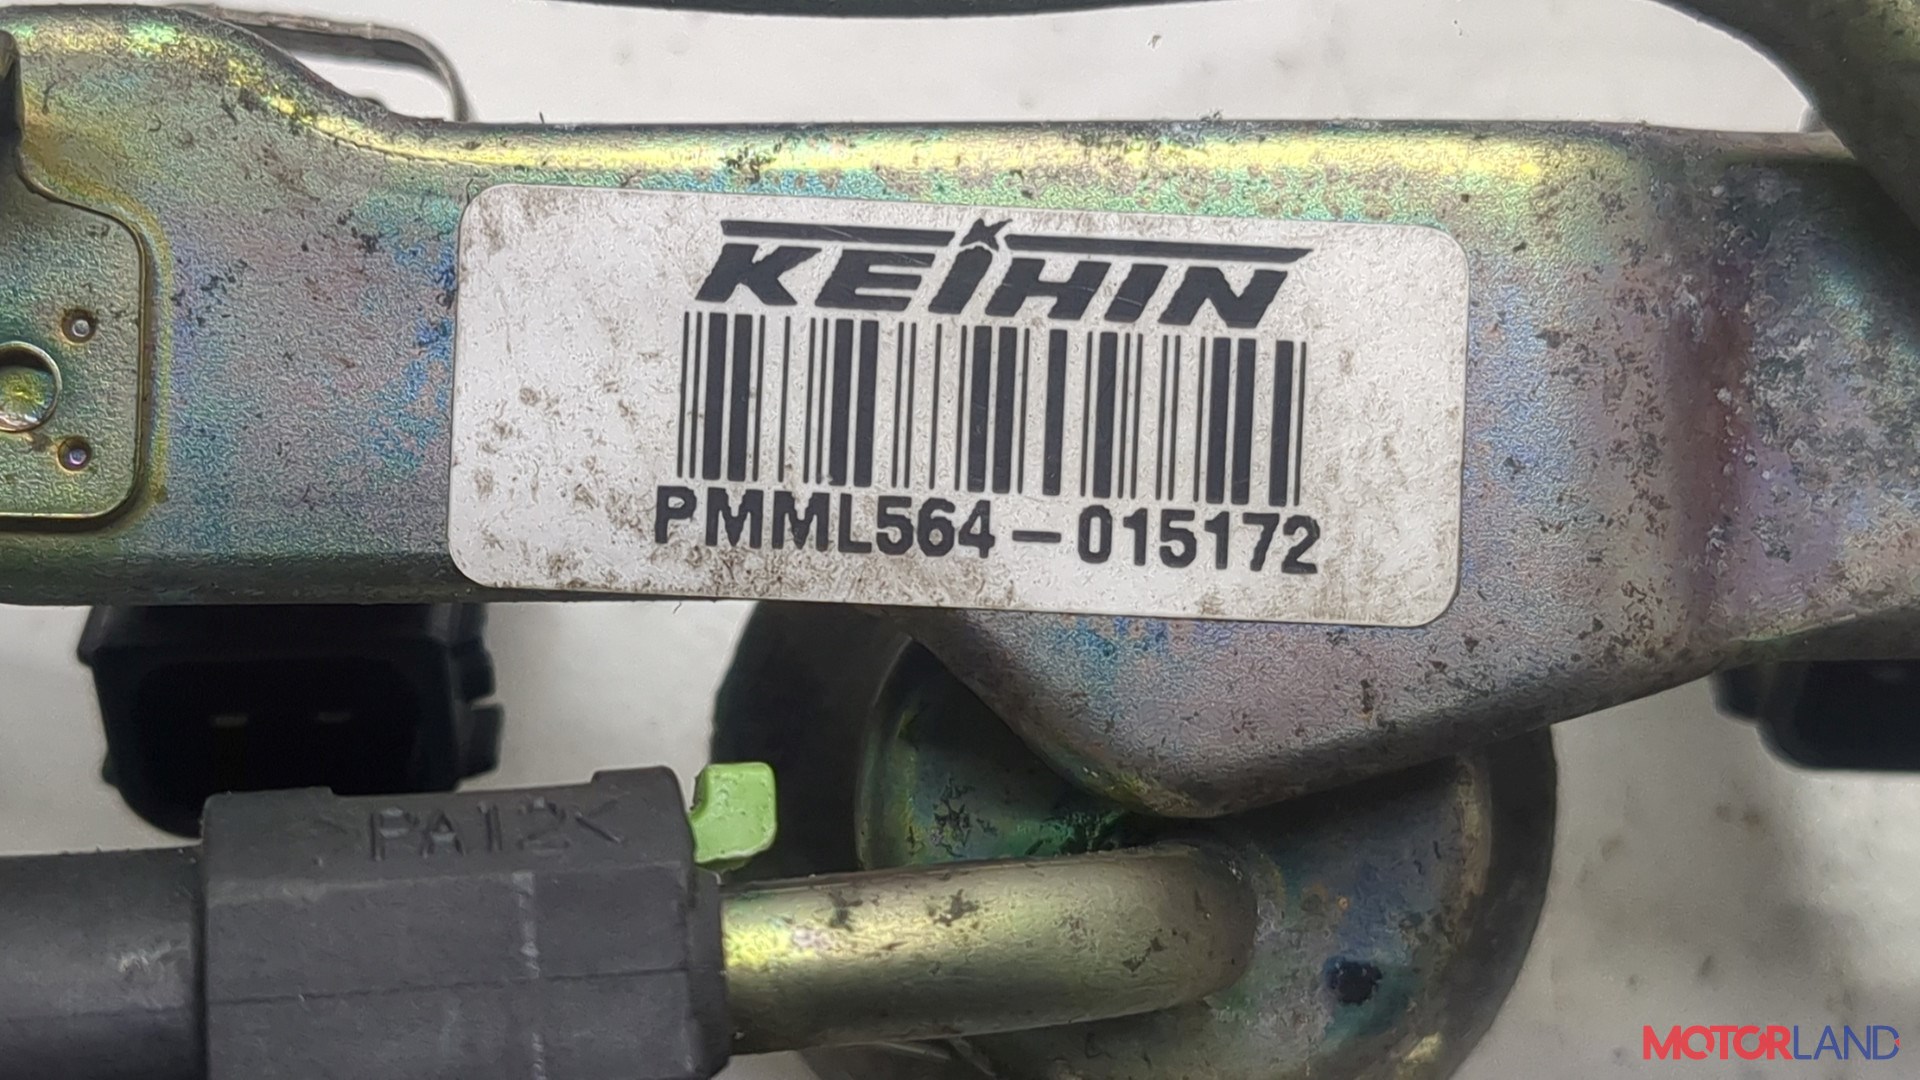 KEIHIN
PMML564-015172
>PA12<
MOTORLAND